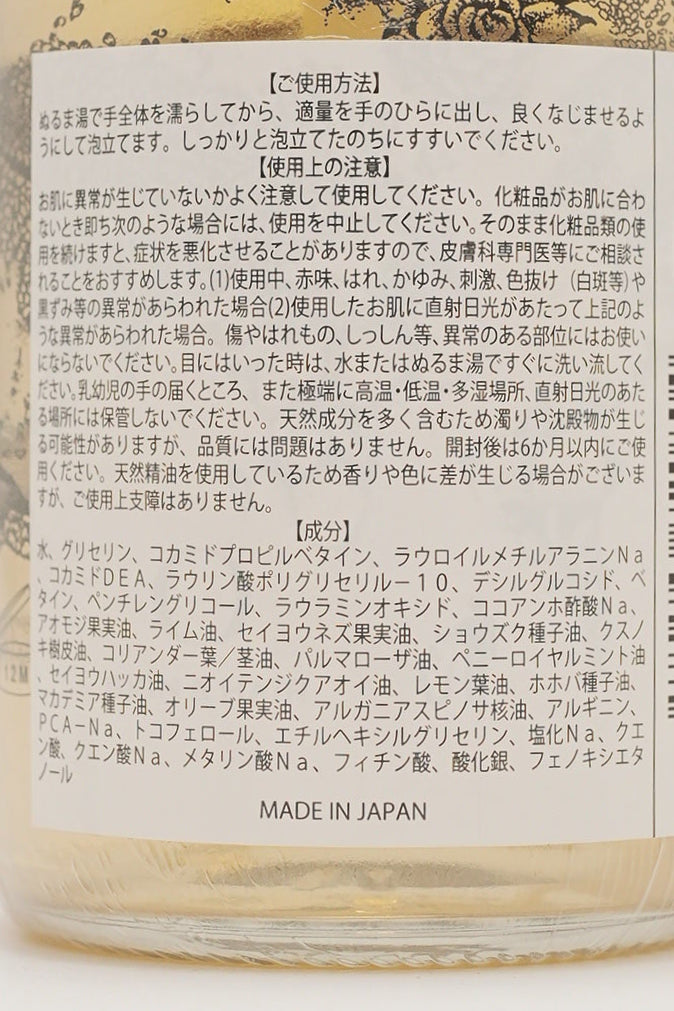 【ご使用方法】
ぬるま湯で手全体を濡らしてから、適量を手のひらに出し、良くなじませるよ
うにして泡立てます。しっかりと泡立てたのちにすすいでください。
【使用上の注意】
お肌に異常が生じていないかよく注意して使用してください。化粧品がお肌に合わ
ないとき即ち次のような場合には、使用を中止してください。そのまま化粧品類の使
用を続けますと、症状を悪化させることがありますので、皮膚科専門医等にご相談さ
れることをおすすめします。(1)使用中、赤味、はれ、かゆみ、刺激、色抜け（白斑等）や
黒ずみ等の異常があらわれた場合(2)使用したお肌に直射日光があたって上記のよ
うな異常があらわれた場合。傷やはれもの、しっしん等、異常のある部位にはお使い
にならないでください。目にはいった時は、水またはぬるま湯ですぐに洗い流してく
ださい。乳幼児の手の届くところ、また極端に高温・低温・多湿場所、直射日光のあた
る場所には保管しないでください。天然成分を多く含むため濁りや沈殿物が生じ
る可能性がありますが、品質には問題はありません。開封後は6か月以内にご使
用ください。天然精油を使用しているため香りや色に差が生じる場合がございま
すが、ご使用上支障はありません。
【成分】
水、グリセリン、コカミドプロピルベタイン、ラウロイルメチルアラニンNa
、コカミドDEA、ラウリン酸ポリグリセリル－10、デシルグルコシド、ベ
タイン、ペンチレングリコール、ラウラミンオキシド、ココアンホ酢酸Na、
アオモジ果実油、ライム油、セイヨウネズ果実油、ショウズク種子油、クスノ
キ樹皮油、コリアンダー葉／茎油、パルマローザ油、ペニーロイヤルミント油
、セイヨウハッカ油、ニオイテンジクアオイ油、レモン葉油、ホホバ種子油、
マカデミア種子油、オリーブ果実油、アルガニアスピノサ核油、アルギニン、
PCA－Na、トコフェロール、エチルヘキシルグリセリン、塩化Na、クエ
ン酸、クエン酸Na、メタリン酸Na、フィチン酸、酸化銀、フェノキシエタ
ノール
MADE IN JAPAN
12M